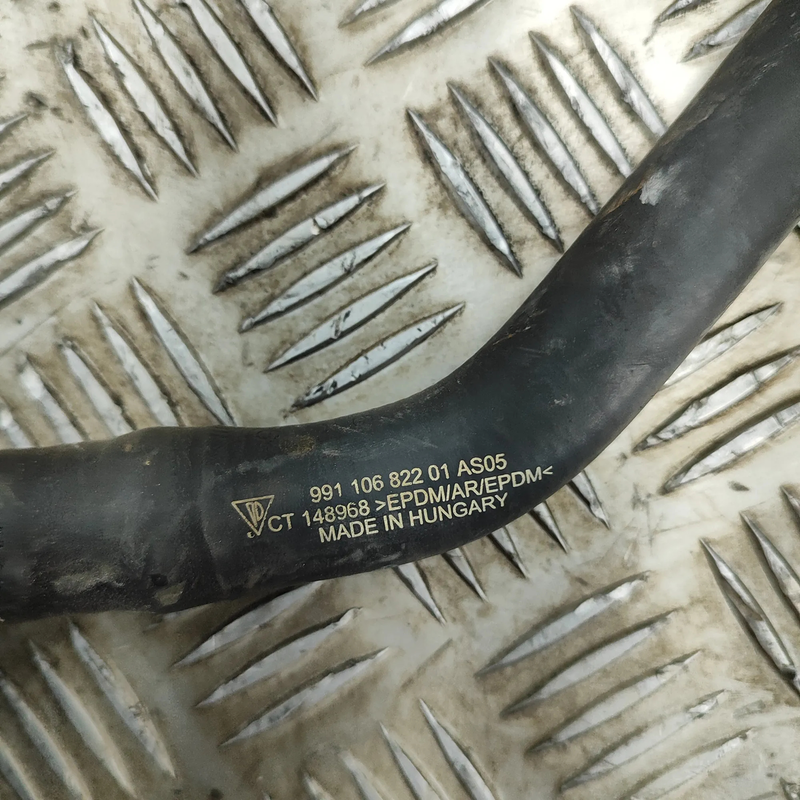 991 106 822 01 AS05
CT 148968 >EPDM/AR/EPDM<
MADE IN HUNGARY